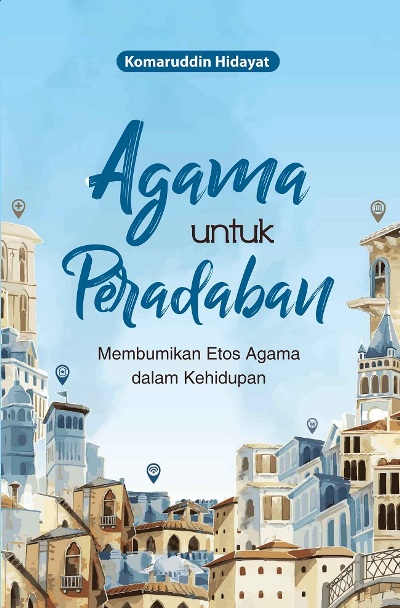 Komaruddin Hidayat
Agama
untuk
Peradaban
Membumikan Etos Agama
dalam Kehidupan